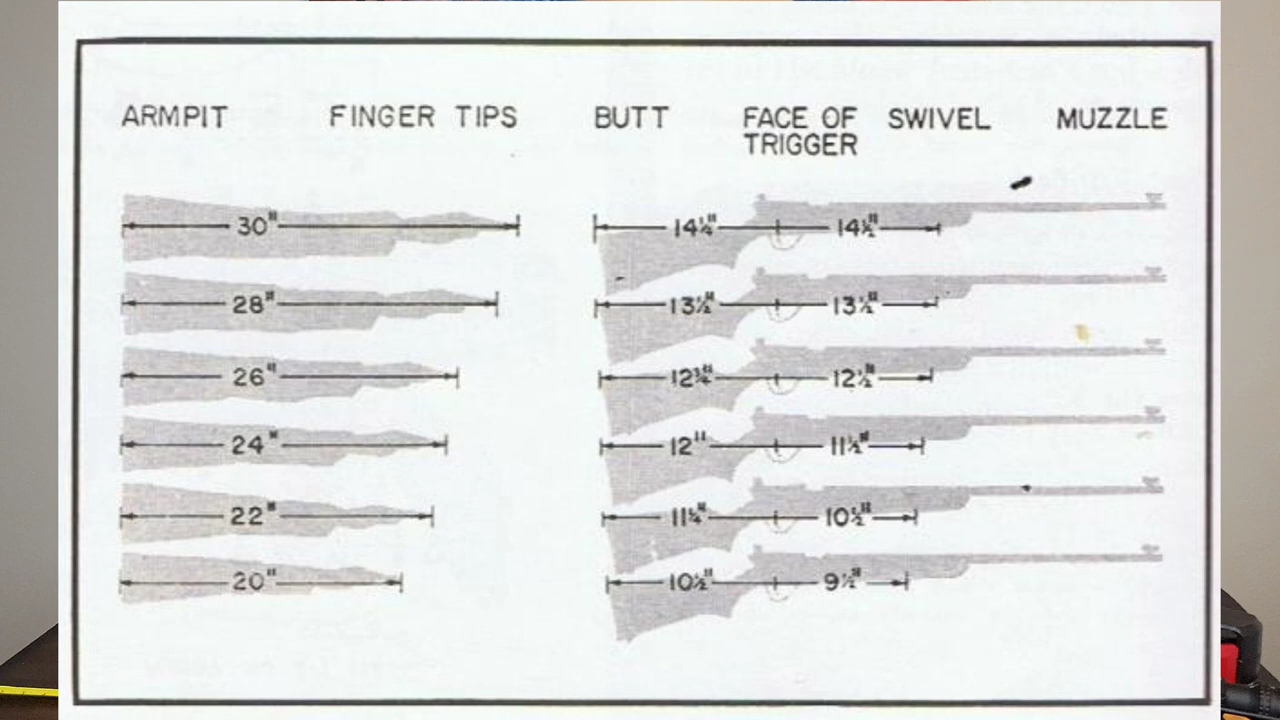 ARMPIT FINGER TIPS BUTT FACE OF TRIGGER SWIVEL MUZZLE
30" 14¼" 14½"
28" 13½" 13½"
26" 12¾" 12½"
24" 12" 11½"
22" 11¼" 10½"
20" 10½" 9½"